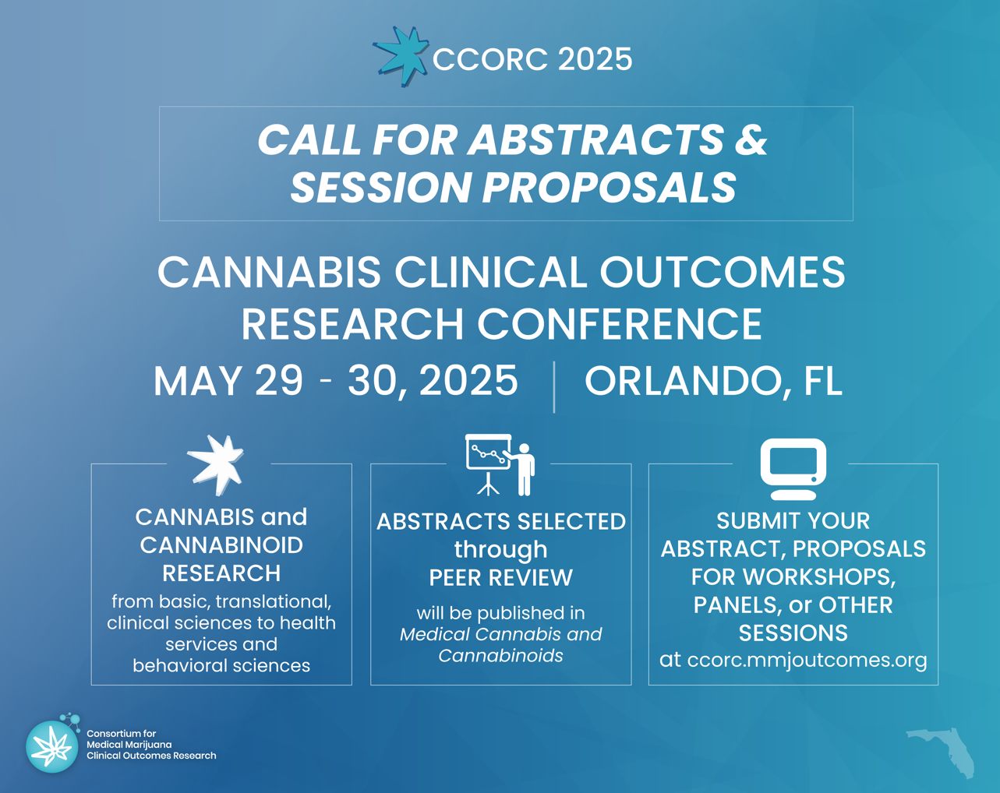 CCORC 2025
CALL FOR ABSTRACTS &
SESSION PROPOSALS
CANNABIS CLINICAL OUTCOMES
RESEARCH CONFERENCE
MAY 29 - 30, 2025 | ORLANDO, FL
CANNABIS and
CANNABINOID
RESEARCH
from basic, translational,
clinical sciences to health
services and
behavioral sciences
ABSTRACTS SELECTED
through
PEER REVIEW
will be published in
Medical Cannabis and
Cannabinoids
SUBMIT YOUR
ABSTRACT, PROPOSALS
FOR WORKSHOPS,
PANELS, or OTHER
SESSIONS
at ccorc.mmjoutcomes.org
Consortium for
Medical Marijuana
Clinical Outcomes Research